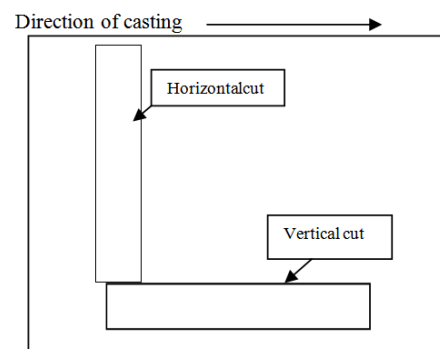 Direction of casting
Horizontalcut
Vertical cut